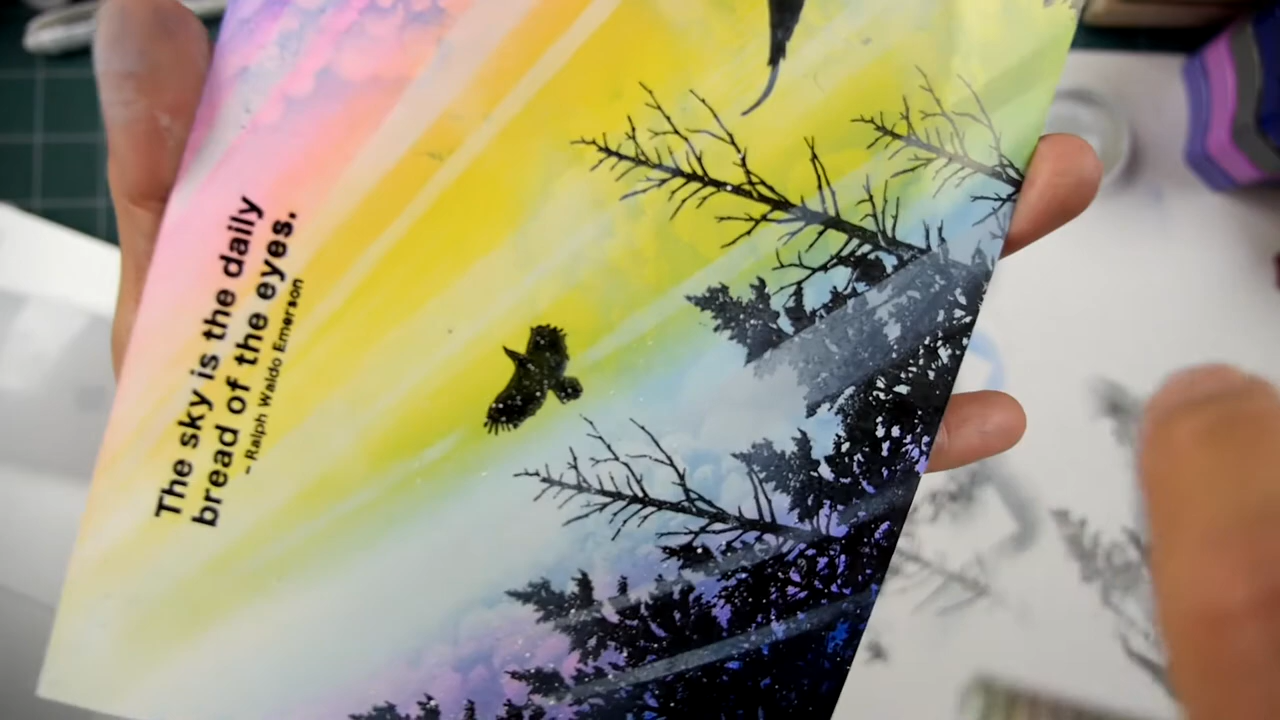 The sky is the daily
bread of the eyes.
– Ralph Waldo Emerson